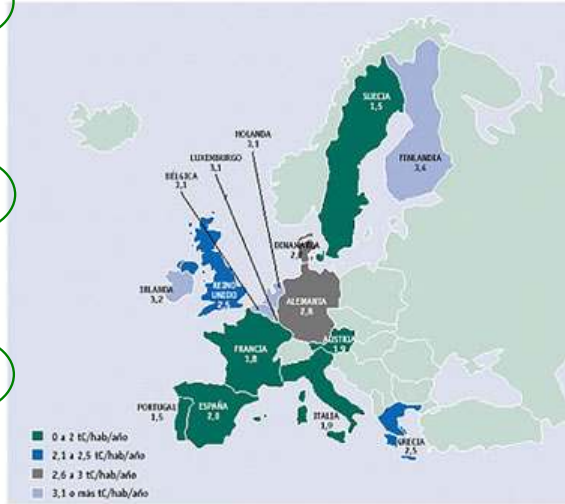 SUECIA
1,5
HOLANDA
3,1
LUXEMBURGO
3,1
BÉLGICA
3,1
FINLANDIA
3,4
DINAMARCA
IRLANDA
3,2
REINO
UNIDO
2,5
ALEMANIA
2,8
AUSTRIA
1,9
FRANCIA
1,8
PORTUGAL
1,5
ESPAÑA
2,0
ITALIA
1,9
GRECIA
2,5
0 a 2 tC/hab/año
2,1 a 2,5 tC/hab/año
2,6 a 3 tC/hab/año
3,1 o más tC/hab/año